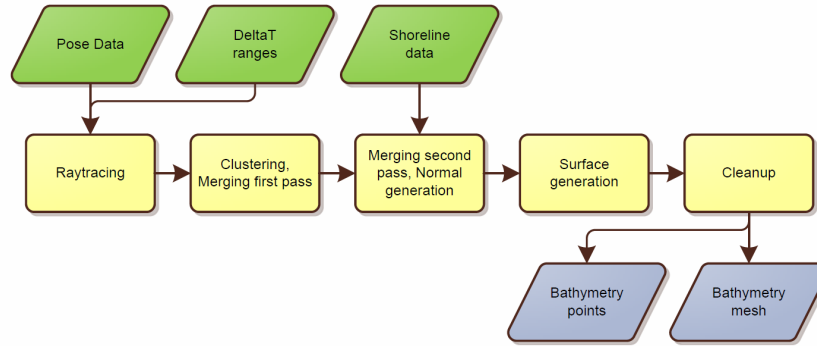 Pose Data
DeltaT
ranges
Shoreline
data
Raytracing
Clustering,
Merging first pass
Merging second
pass, Normal
generation
Surface
generation
Cleanup
Bathymetry
points
Bathymetry
mesh